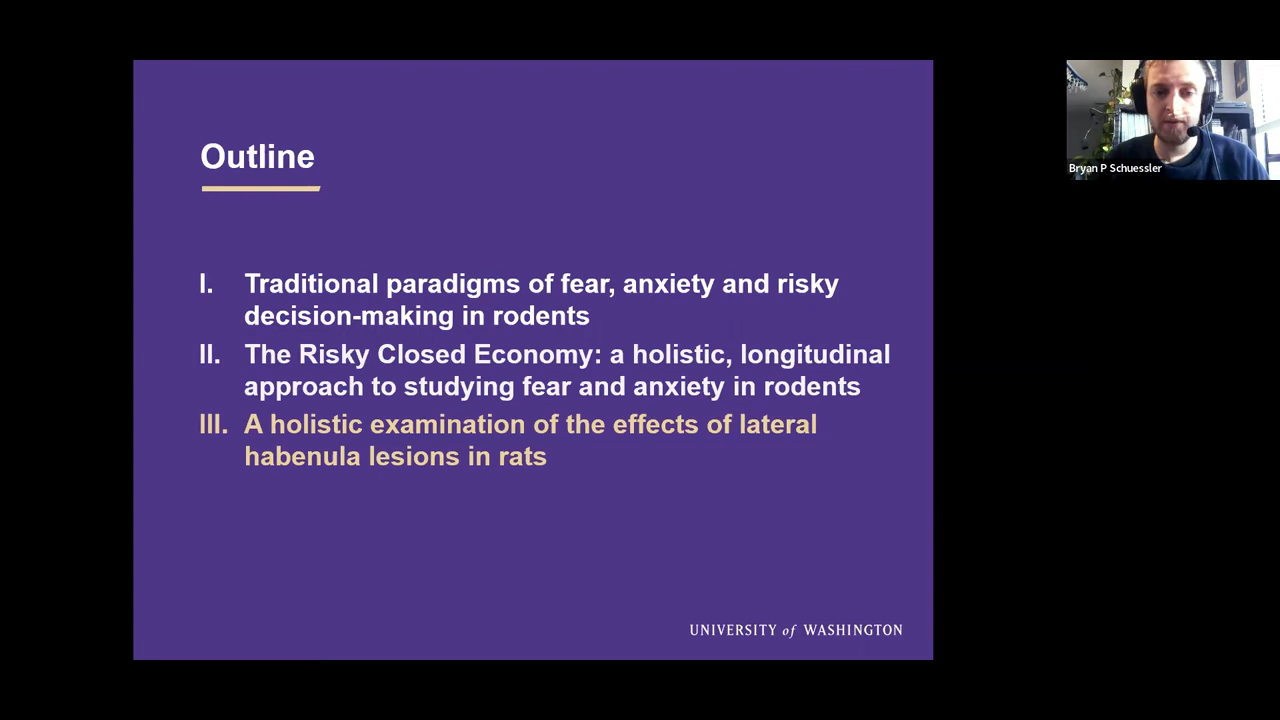 Outline
I. Traditional paradigms of fear, anxiety and risky
decision-making in rodents
II. The Risky Closed Economy: a holistic, longitudinal
approach to studying fear and anxiety in rodents
III. A holistic examination of the effects of lateral
habenula lesions in rats
UNIVERSITY of WASHINGTON
Bryan P Schuessler